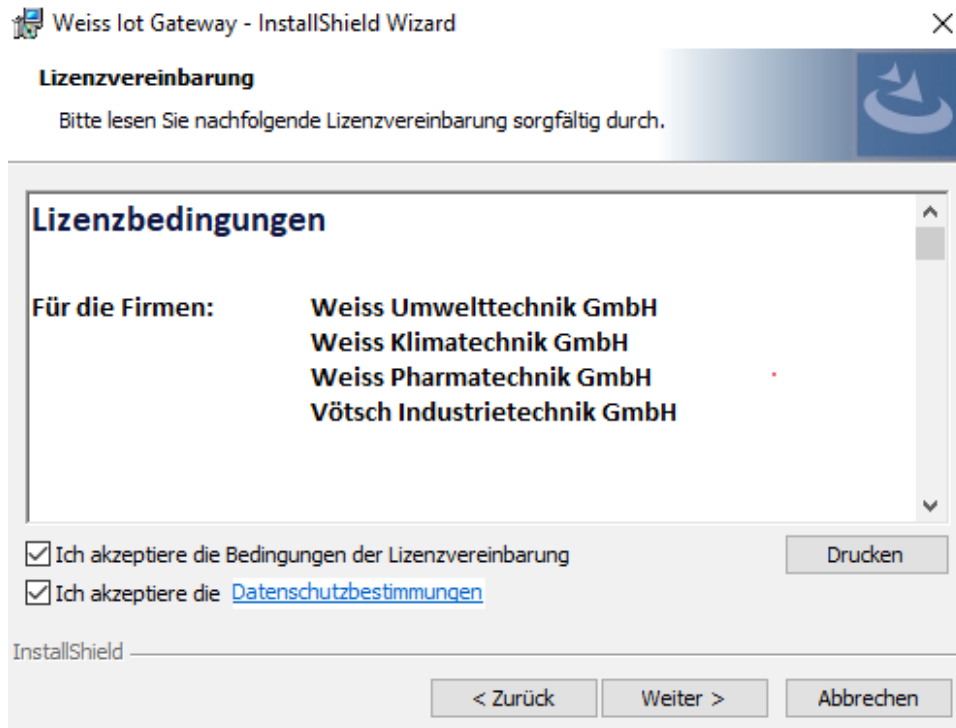 Weiss Iot Gateway - InstallShield Wizard
Lizenzvereinbarung
Bitte lesen Sie nachfolgende Lizenzvereinbarung sorgfältig durch.
Lizenzbedingungen
Für die Firmen: Weiss Umwelttechnik GmbH
Weiss Klimatechnik GmbH
Weiss Pharmatechnik GmbH
Vötsch Industrietechnik GmbH
Ich akzeptiere die Bedingungen der Lizenzvereinbarung Drucken
Ich akzeptiere die Datenschutzbestimmungen
InstallShield
< Zurück Weiter > Abbrechen